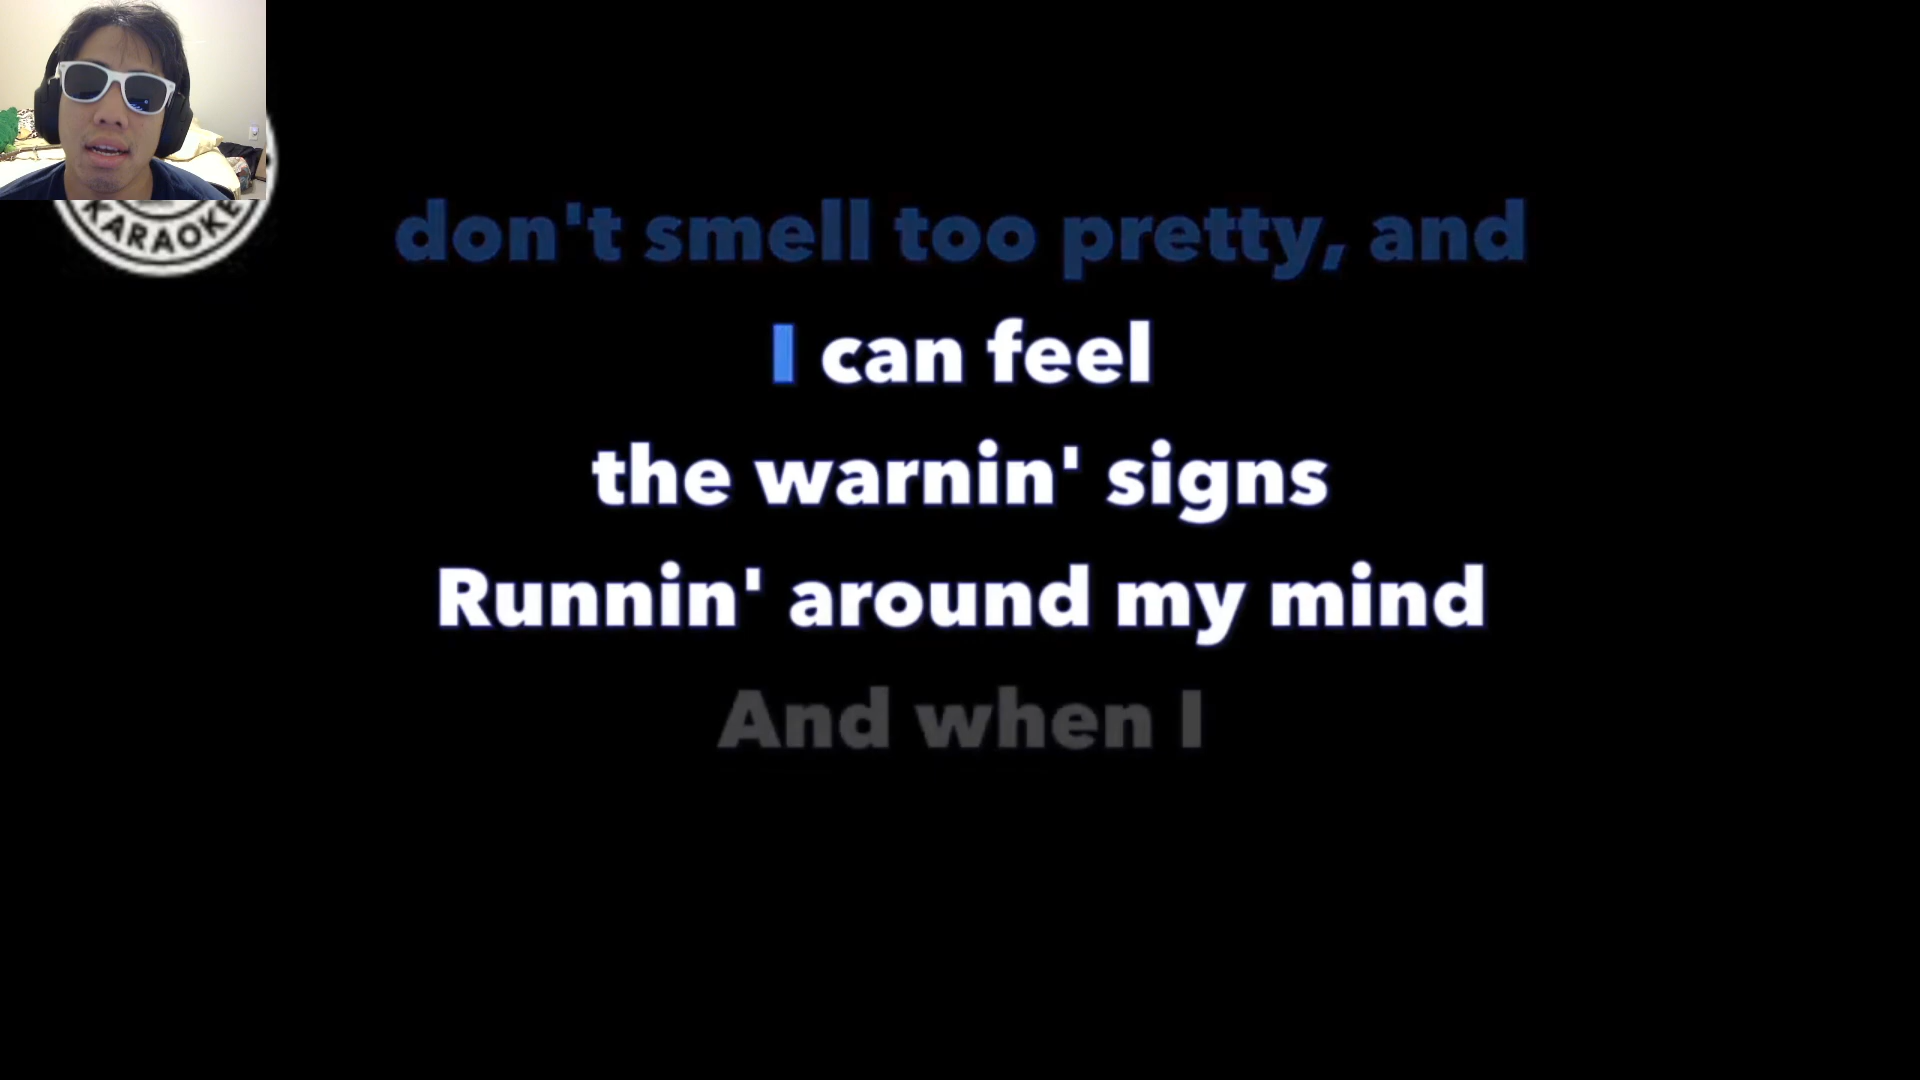 KARAOKE
don't smell too pretty, and
I can feel
the warnin' signs
Runnin' around my mind
And when I